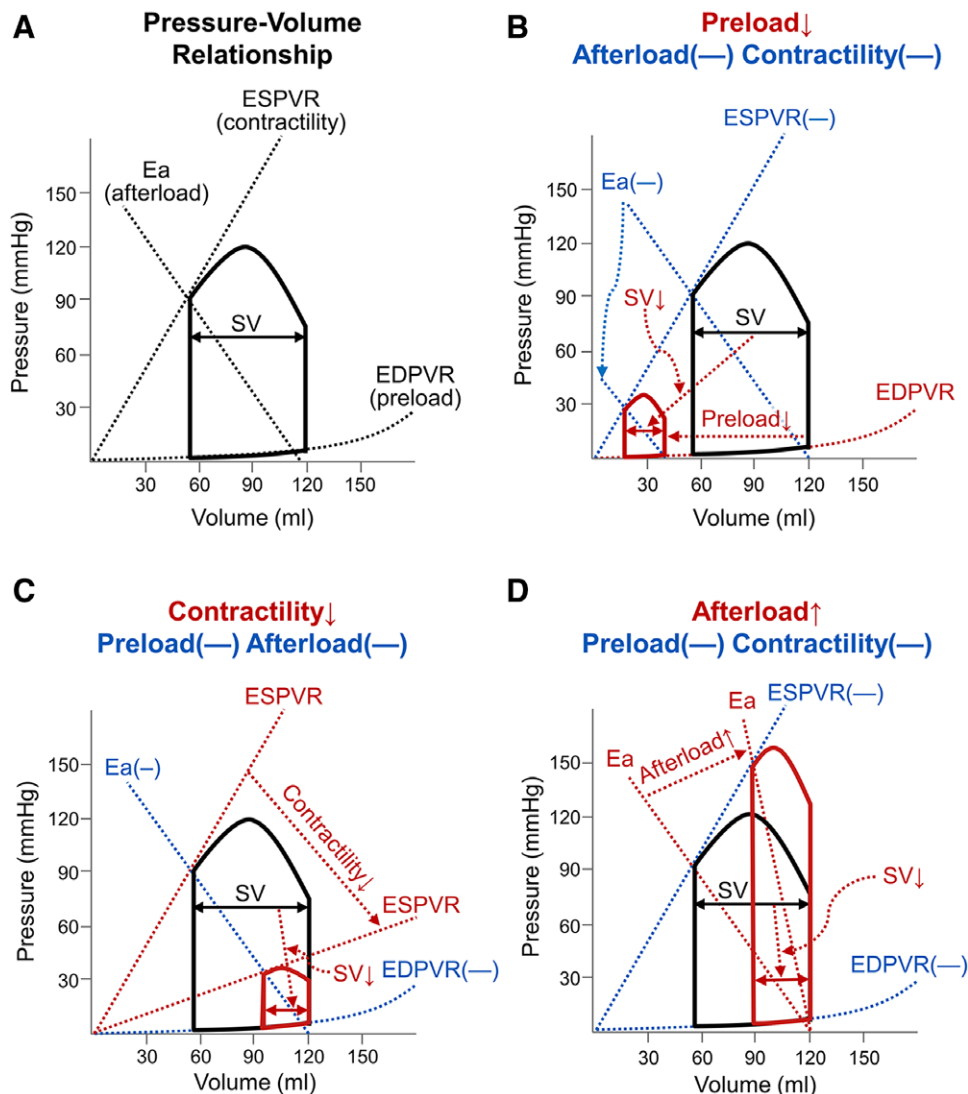 A
Pressure-Volume
Relationship
ESPVR
(contractility)
Ea
(afterload)
150
120
90
60
30
Pressure (mmHg)
SV
EDPVR
(preload)
30
60
90
120
150
Volume (ml)
B
Preload↓
Afterload(—) Contractility(—)
ESPVR(—)
Ea(—)
150
120
90
60
30
Pressure (mmHg)
SV↓
SV
EDPVR
Preload↓
30
60
90
120
150
Volume (ml)
C
Contractility↓
Preload(—) Afterload(—)
ESPVR
Ea(–)
150
120
90
60
30
Pressure (mmHg)
Contractility↓
SV
ESPVR
SV↓
EDPVR(—)
30
60
90
120
150
Volume (ml)
D
Afterload↑
Preload(—) Contractility(—)
Ea
ESPVR(—)
Ea
Afterload↑
150
120
90
60
30
Pressure (mmHg)
SV
SV↓
EDPVR(—)
30
60
90
120
150
Volume (ml)